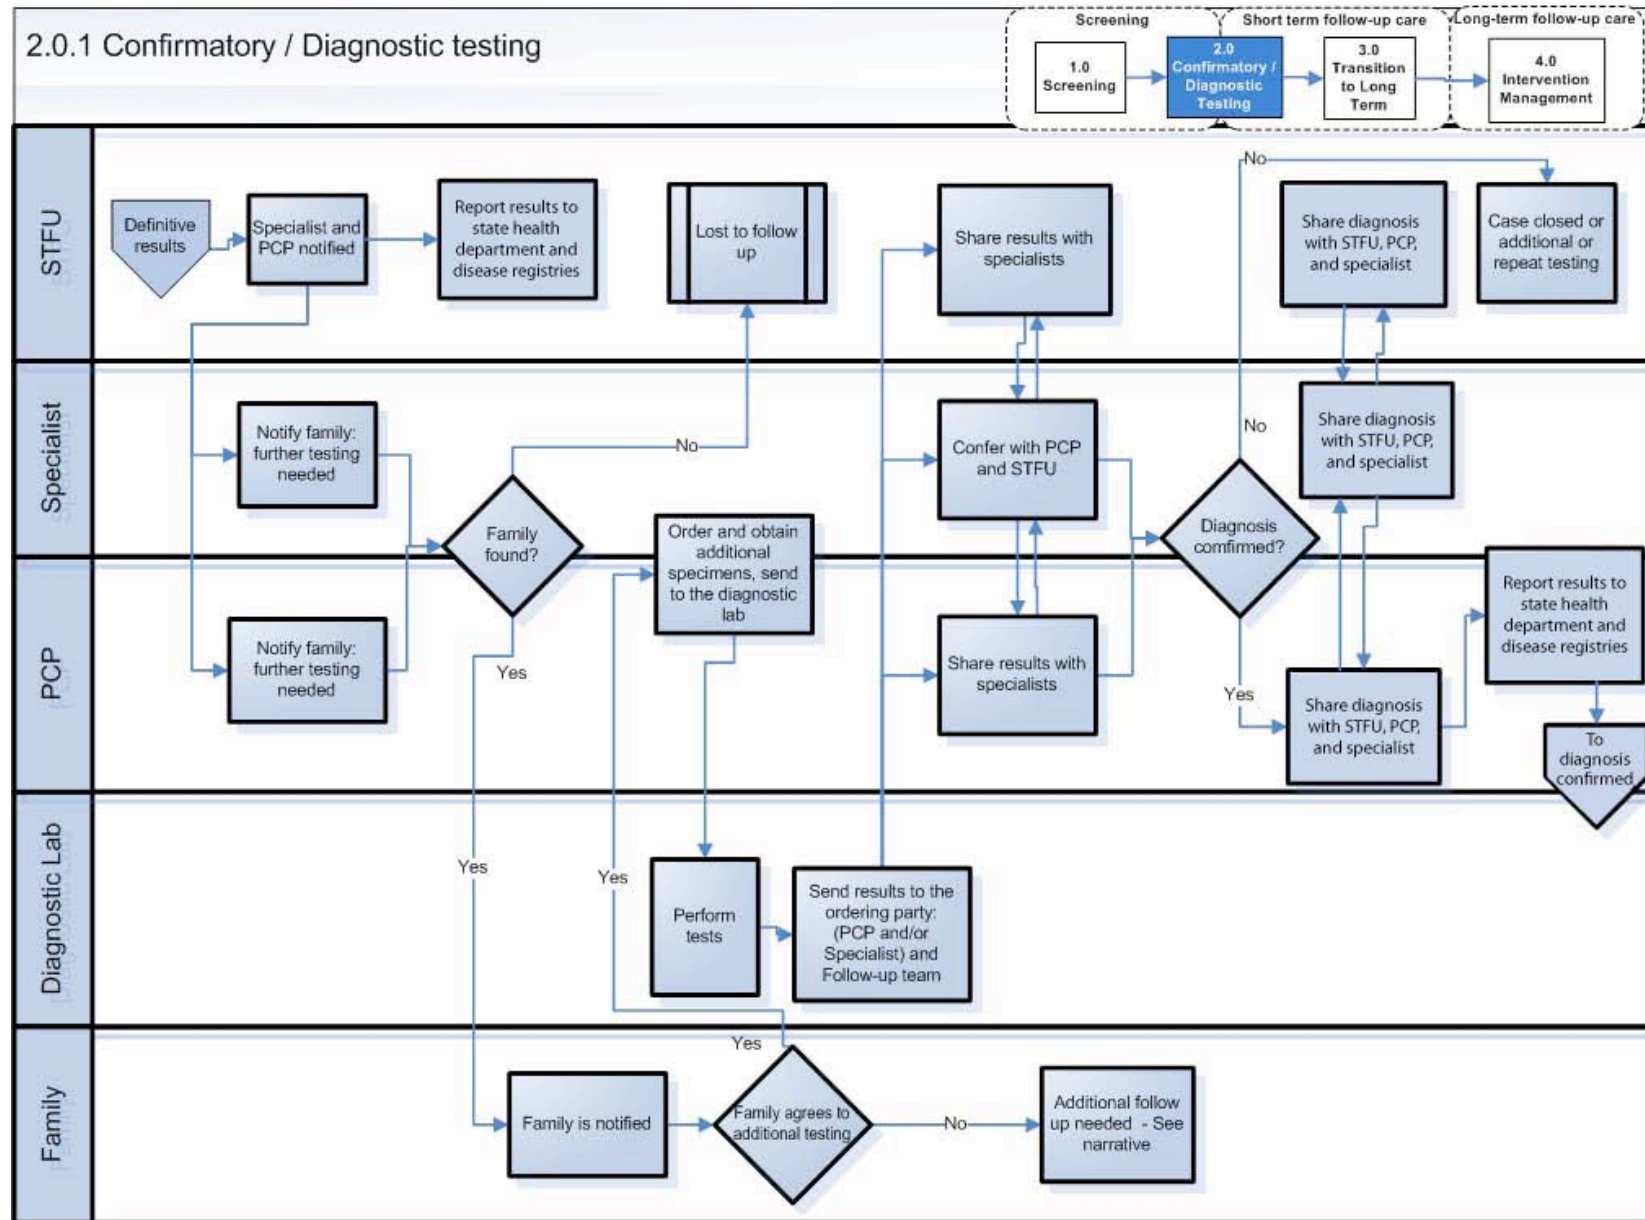 2.0.1 Confirmatory / Diagnostic testing
Screening
Short term follow-up care
Long-term follow-up care
1.0
Screening
2.0
Confirmatory /
Diagnostic
Testing
3.0
Transition
to Long
Term
4.0
Intervention
Management
STFU
Definitive
results
Specialist and
PCP notified
Report results to
state health
department and
disease registries
Lost to follow
up
Share results with
specialists
No
Share diagnosis
with STFU, PCP,
and specialist
Case closed or
additional or
repeat testing
Specialist
Notify family:
further testing
needed
No
Family
found?
Order and obtain
additional
specimens, send
to the diagnostic
lab
Confer with PCP
and STFU
No
Diagnosis
comfirmed?
Share diagnosis
with STFU, PCP,
and specialist
PCP
Notify family:
further testing
needed
Yes
Share results with
specialists
Yes
Share diagnosis
with STFU, PCP,
and specialist
Report results to
state health
department and
disease registries
To
diagnosis
confirmed
Diagnostic Lab
Yes
Yes
Perform
tests
Send results to the
ordering party:
(PCP and/or
Specialist) and
Follow-up team
Family
Family is notified
Yes
Family agrees to
additional testing
No
Additional follow
up needed - See
narrative